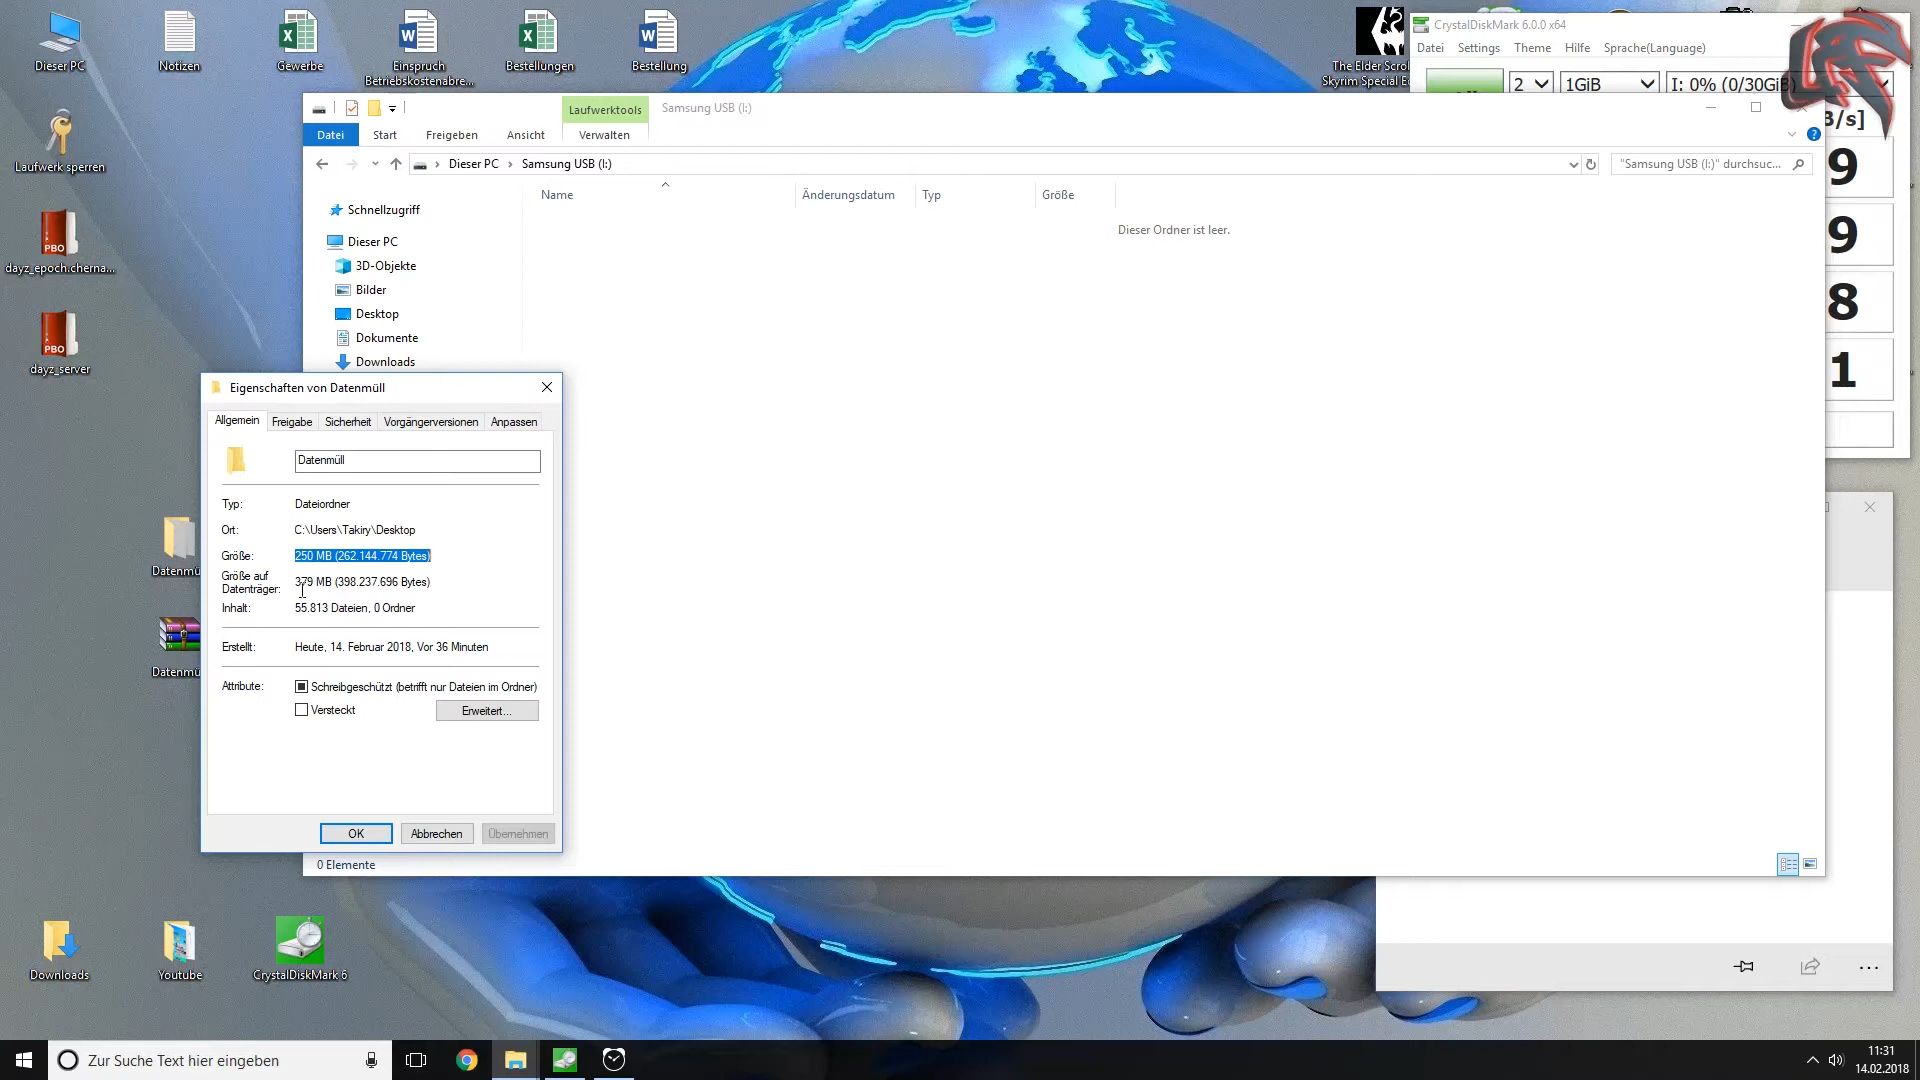 Dieser PC
Notizen
Gewerbe
Einspruch
Betriebskostenabre...
Bestellungen
Bestellung
The Elder Scrol
Skyrim Special E
CrystalDiskMark 6.0.0 x64
Datei Settings Theme Hilfe Sprache(Language)
2 1GiB I: 0% (0/30GiB)
B/s]
9
9
8
1
Laufwerk sperren
PBO
dayz_epoch.cherna...
PBO
dayz_server
Laufwerktools
Samsung USB (I:)
Datei Start Freigeben Ansicht Verwalten
Dieser PC > Samsung USB (I:)
"Samsung USB (I:)" durchsuc...
Name Änderungsdatum Typ Größe
Dieser Ordner ist leer.
Schnellzugriff
Dieser PC
3D-Objekte
Bilder
Desktop
Dokumente
Downloads
Eigenschaften von Datenmüll
Allgemein Freigabe Sicherheit Vorgängerversionen Anpassen
Datenmüll
Typ: Dateiordner
Ort: C:\Users\Takiry\Desktop
Größe: 250 MB (262.144.774 Bytes)
Größe auf
Datenträger: 379 MB (398.237.696 Bytes)
Inhalt: 55.813 Dateien, 0 Ordner
Erstellt: Heute, 14. Februar 2018, Vor 36 Minuten
Attribute: Schreibgeschützt (betrifft nur Dateien im Ordner)
Versteckt Erweitert...
OK Abbrechen Übernehmen
0 Elemente
Datenmü
Datenmü
Downloads
Youtube
CrystalDiskMark 6
Zur Suche Text hier eingeben
11:31
14.02.2018